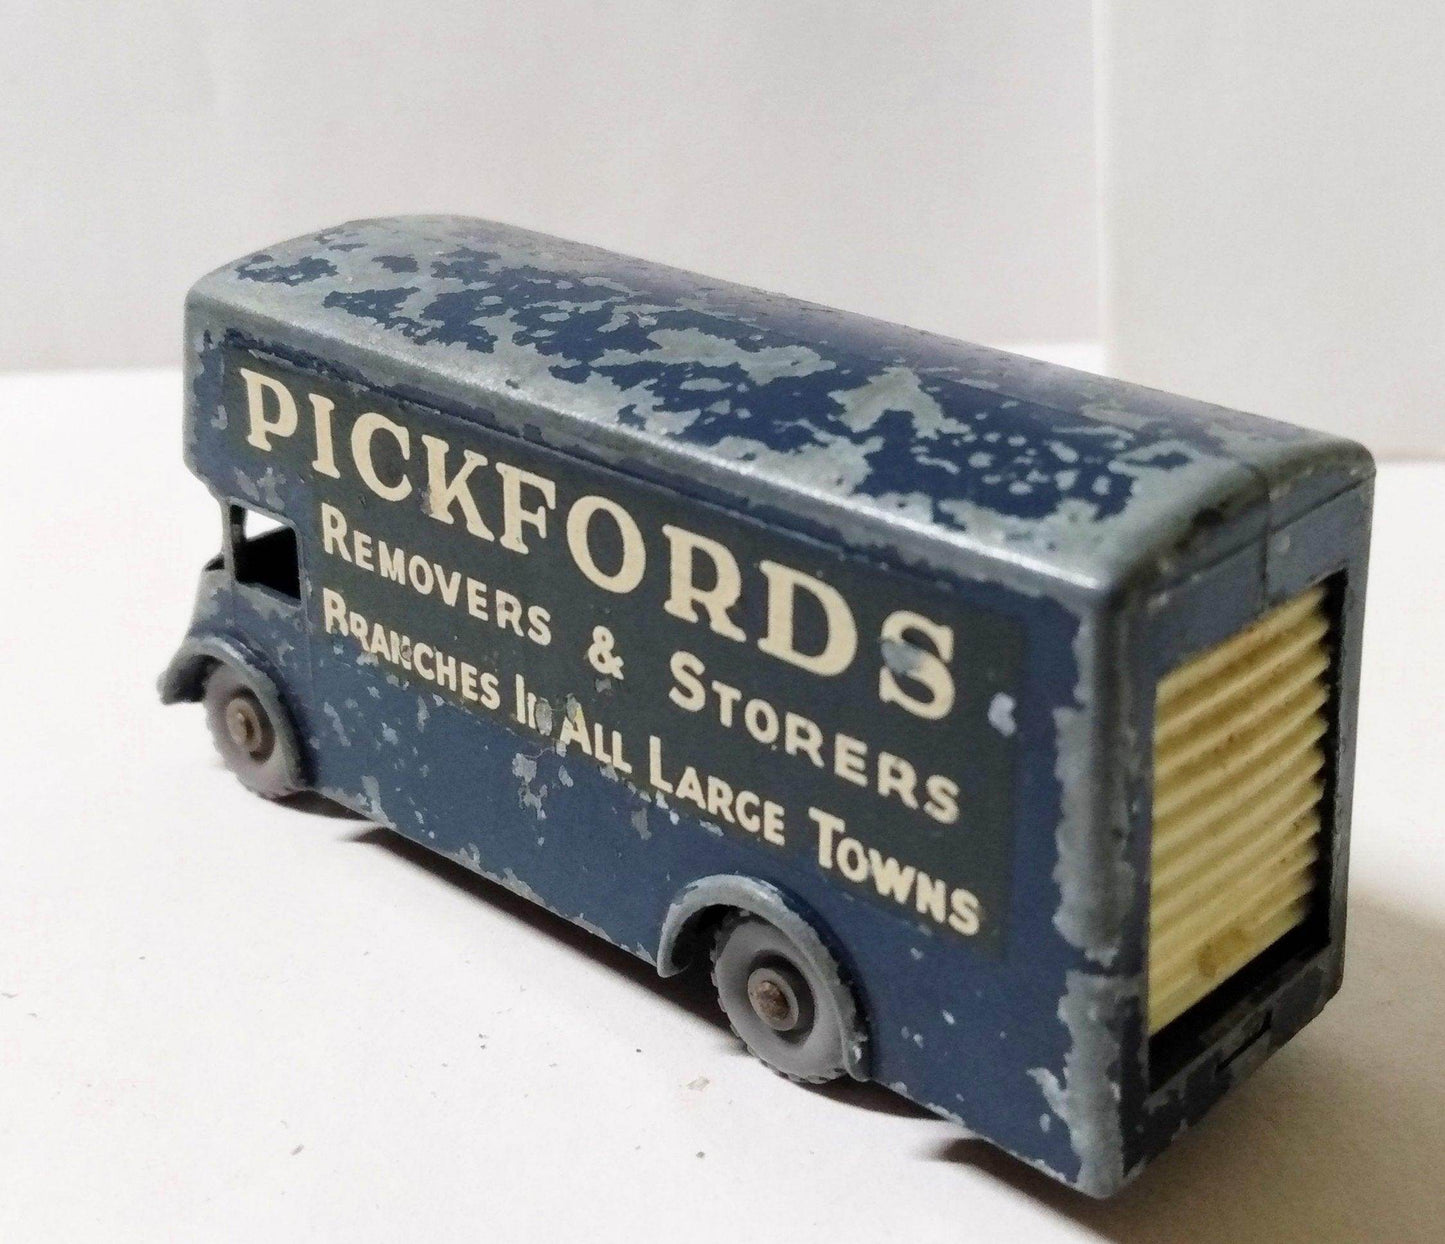 PICKFORDS
REMOVERS & STORERS
BRANCHES IN ALL LARGE TOWNS